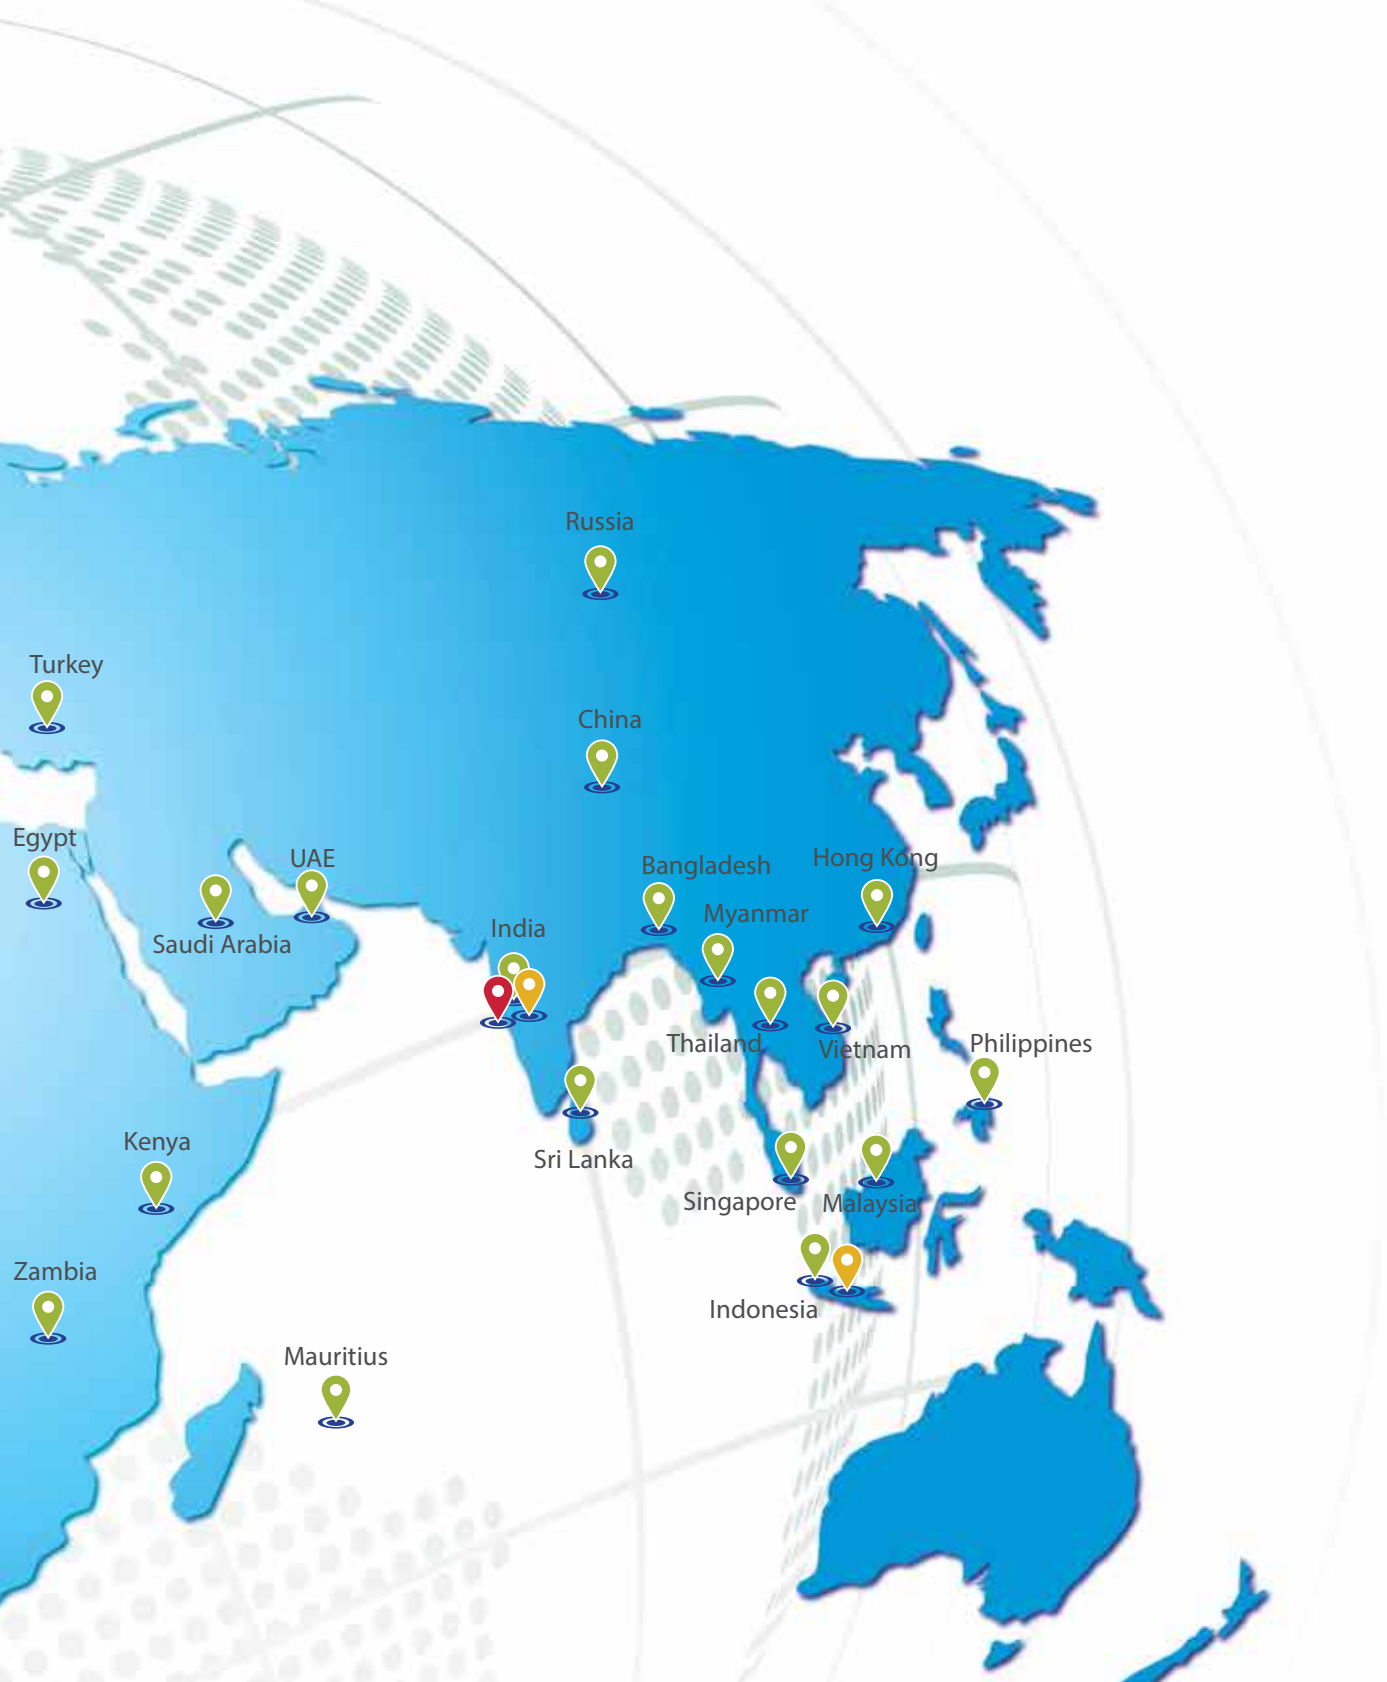 Russia
Turkey
China
Egypt
UAE
Bangladesh
Hong Kong
Myanmar
India
Saudi Arabia
Thailand
Vietnam
Philippines
Kenya
Sri Lanka
Singapore
Malaysia
Zambia
Indonesia
Mauritius